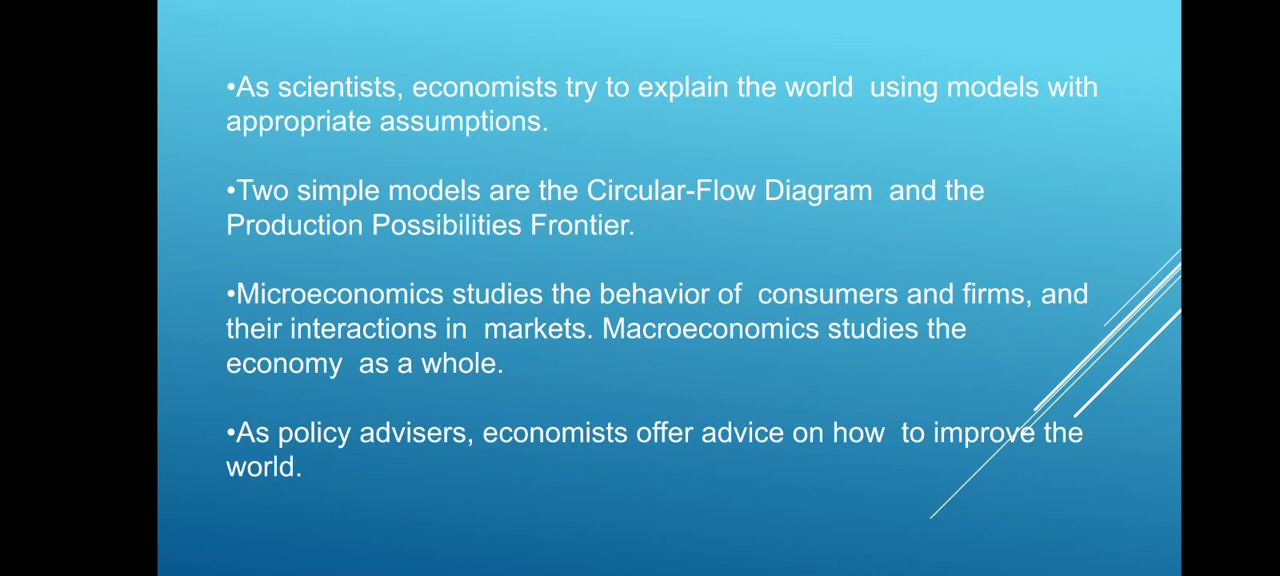 •As scientists, economists try to explain the world  using models with
appropriate assumptions.
•Two simple models are the Circular-Flow Diagram  and the
Production Possibilities Frontier.
•Microeconomics studies the behavior of  consumers and firms, and
their interactions in  markets. Macroeconomics studies the
economy  as a whole.
•As policy advisers, economists offer advice on how  to improve the
world.